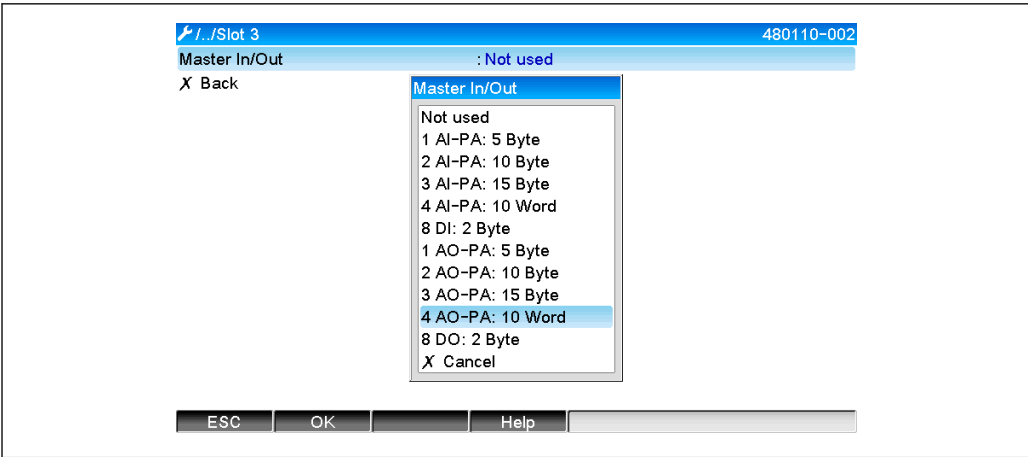 /../Slot 3 480110-002
Master In/Out : Not used
X Back
Master In/Out
Not used
1 AI-PA: 5 Byte
2 AI-PA: 10 Byte
3 AI-PA: 15 Byte
4 AI-PA: 10 Word
8 DI: 2 Byte
1 AO-PA: 5 Byte
2 AO-PA: 10 Byte
3 AO-PA: 15 Byte
4 AO-PA: 10 Word
8 DO: 2 Byte
X Cancel
ESC OK Help